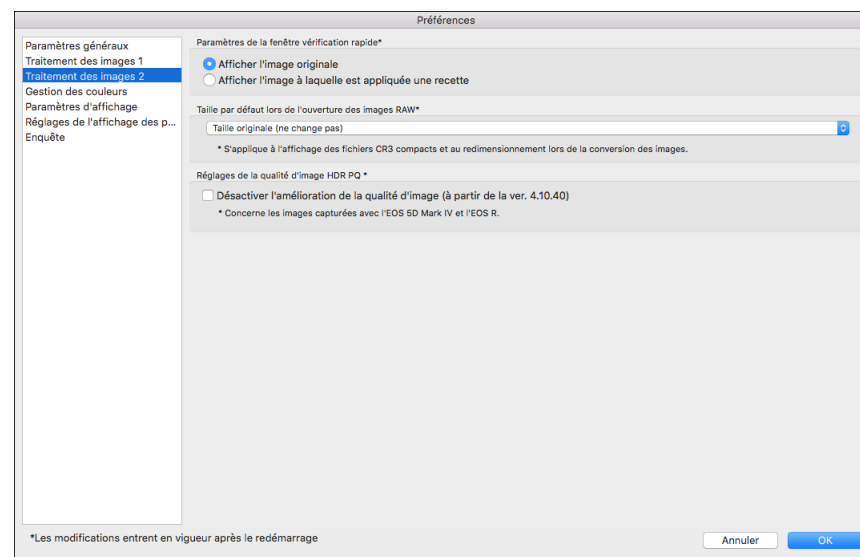 Préférences
Paramètres généraux
Traitement des images 1
Traitement des images 2
Gestion des couleurs
Paramètres d'affichage
Réglages de l'affichage des p...
Enquête
Paramètres de la fenêtre vérification rapide*
Afficher l'image originale
Afficher l'image à laquelle est appliquée une recette
Taille par défaut lors de l'ouverture des images RAW*
Taille originale (ne change pas)
* S'applique à l'affichage des fichiers CR3 compacts et au redimensionnement lors de la conversion des images.
Réglages de la qualité d'image HDR PQ *
Désactiver l'amélioration de la qualité d'image (à partir de la ver. 4.10.40)
* Concerne les images capturées avec l'EOS 5D Mark IV et l'EOS R.
*Les modifications entrent en vigueur après le redémarrage
Annuler
OK